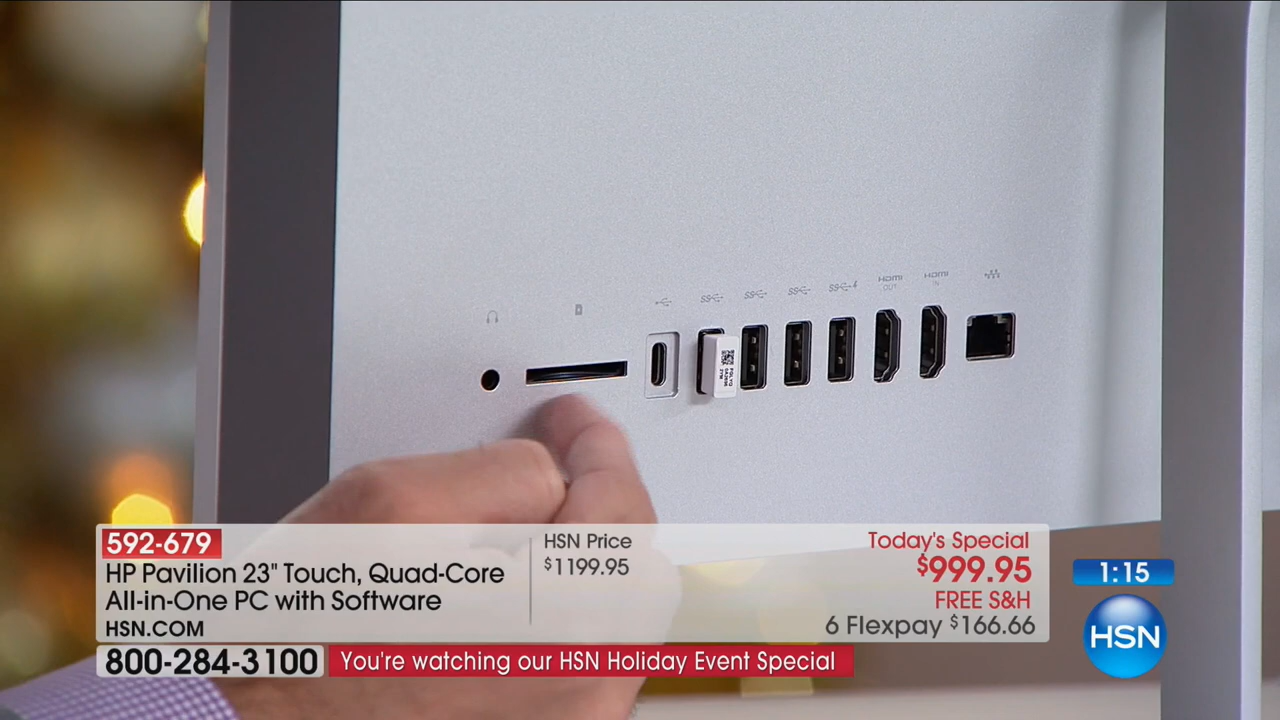 HDMI
OUT
HDMI
IN
592-679
HP Pavilion 23" Touch, Quad-Core
All-in-One PC with Software
HSN.COM
HSN Price
$1199.95
Today's Special
$999.95
FREE S&H
6 Flexpay $166.66
1:15
HSN
800-284-3100
You're watching our HSN Holiday Event Special